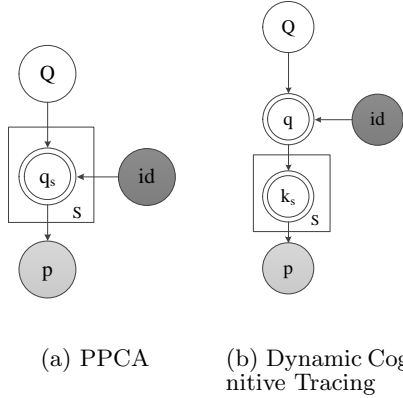 Q
q_s
id
S
p
(a) PPCA
Q
q
id
k_s
S
p
(b) Dynamic Cog
nitive Tracing